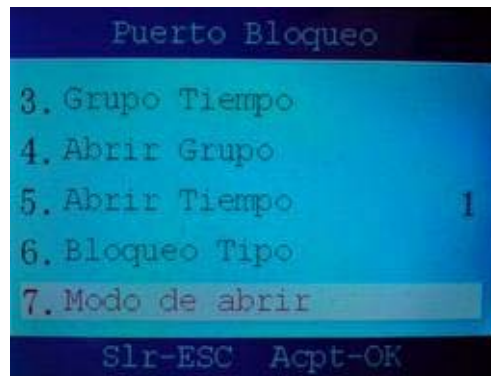 Puerto Bloqueo
3. Grupo Tiempo
4. Abrir Grupo
5. Abrir Tiempo 1
6. Bloqueo Tipo
7. Modo de abrir
Slr-ESC Acpt-OK